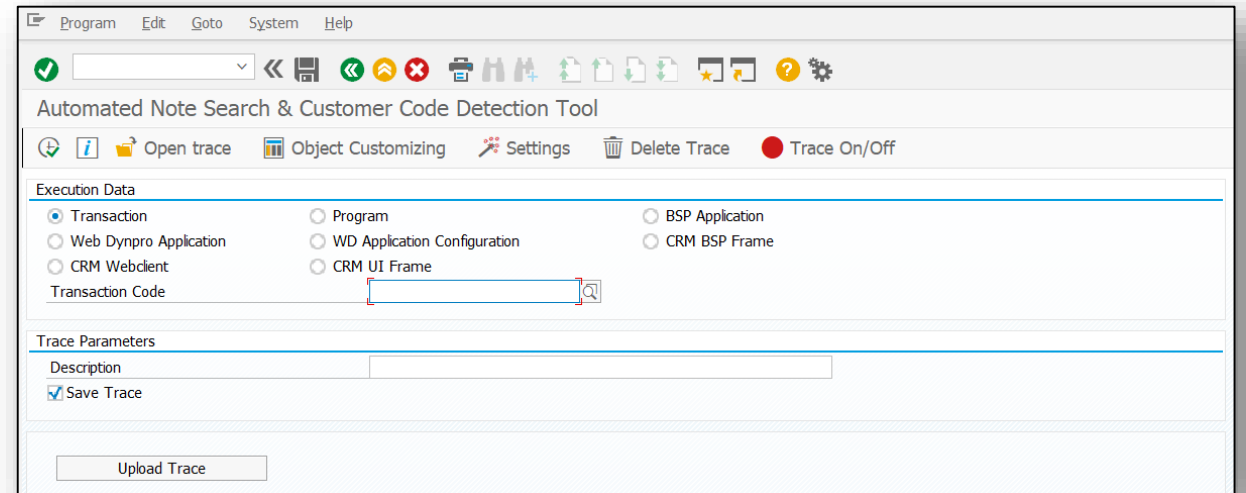 Program Edit Goto System Help
Automated Note Search & Customer Code Detection Tool
i Open trace Object Customizing Settings Delete Trace Trace On/Off
Execution Data
Transaction Program BSP Application
Web Dynpro Application WD Application Configuration CRM BSP Frame
CRM Webclient CRM UI Frame
Transaction Code
Trace Parameters
Description
Save Trace
Upload Trace